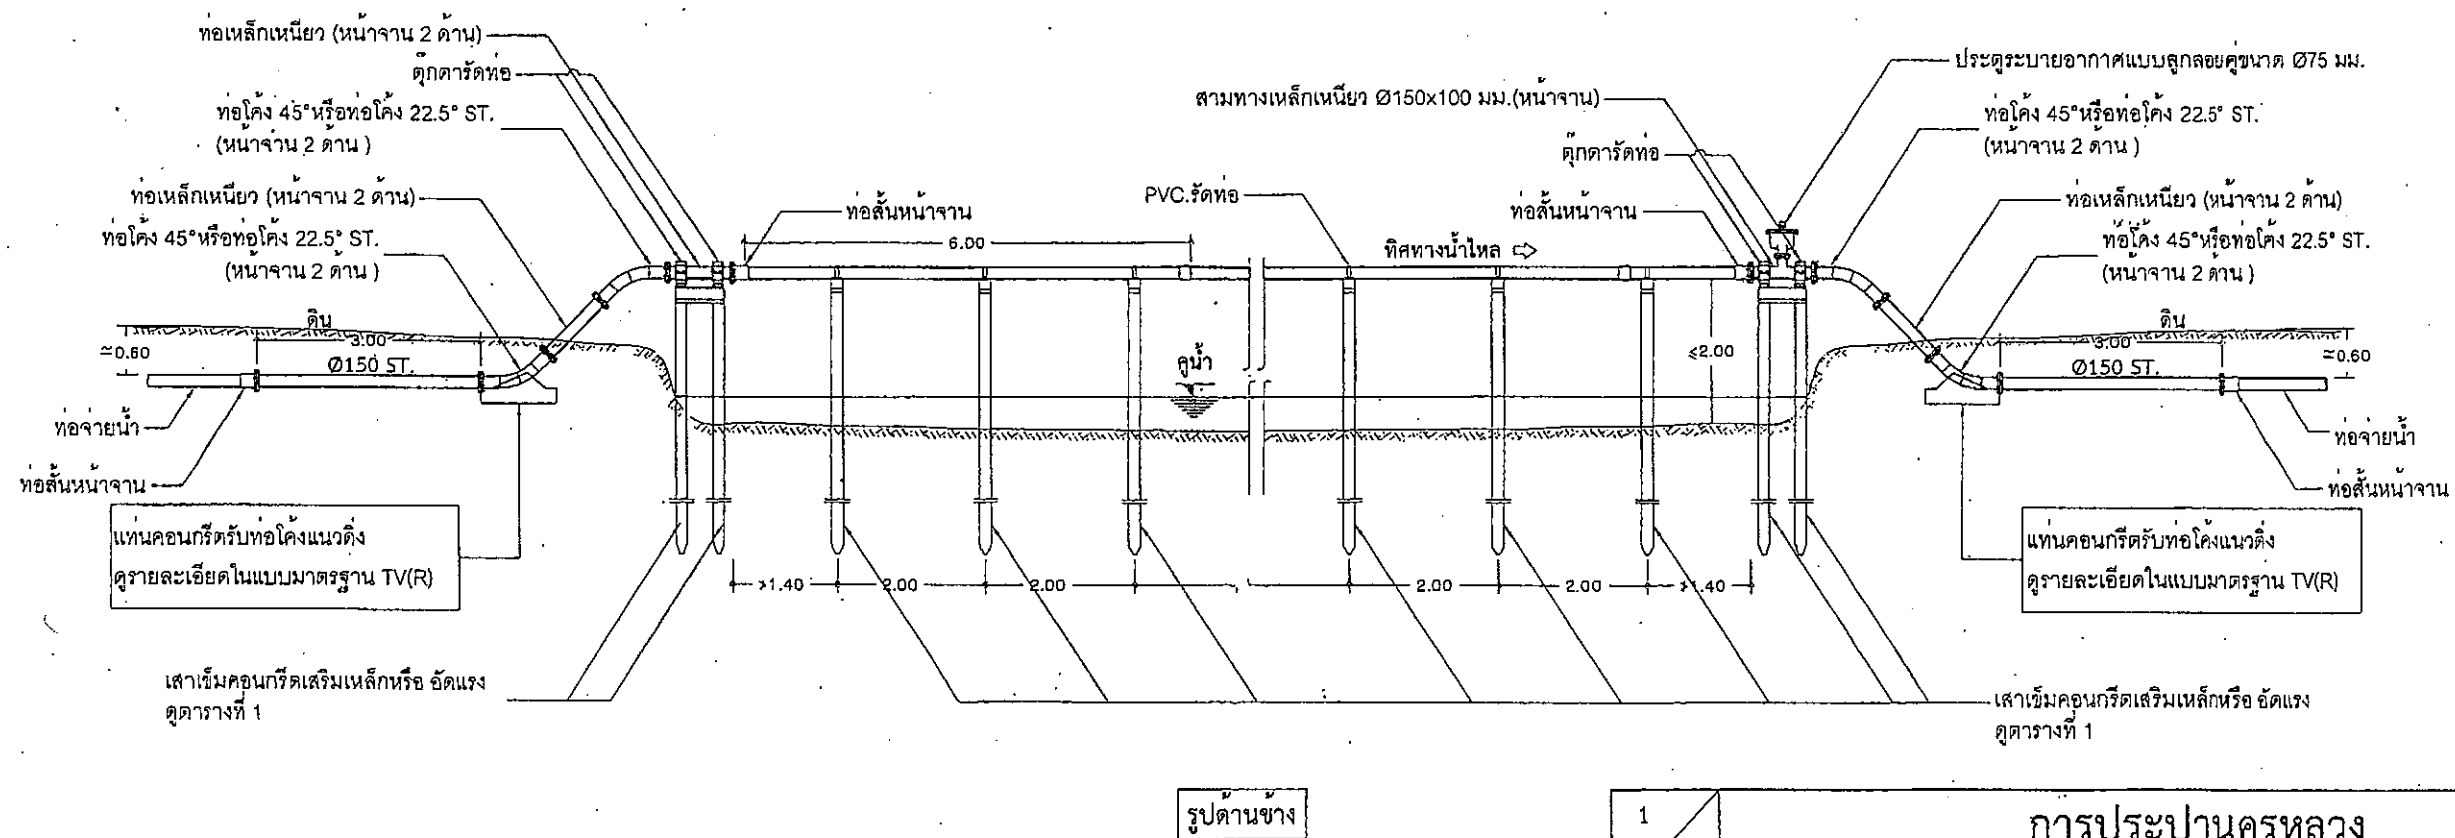 ท่อเหล็กเหนียว (หน้าจาน 2 ด้าน)
ตุ๊กตารัดท่อ
ท่อโค้ง 45°หรือท่อโค้ง 22.5° ST.
(หน้าจาน 2 ด้าน )
ท่อเหล็กเหนียว (หน้าจาน 2 ด้าน)
ท่อโค้ง 45°หรือท่อโค้ง 22.5° ST.
(หน้าจาน 2 ด้าน )
ท่อสั้นหน้าจาน
6.00
PVC.รัดท่อ
สามทางเหล็กเหนียว Ø150x100 มม.(หน้าจาน)
ตุ๊กตารัดท่อ
ท่อสั้นหน้าจาน
ทิศทางน้ำไหล
ประตูระบายอากาศแบบลูกลอยคู่ขนาด Ø75 มม.
ท่อโค้ง 45°หรือท่อโค้ง 22.5° ST.
(หน้าจาน 2 ด้าน )
ท่อเหล็กเหนียว (หน้าจาน 2 ด้าน)
ท่อโค้ง 45°หรือท่อโค้ง 22.5° ST.
(หน้าจาน 2 ด้าน )
ดิน
3.00
≃0.60
Ø150 ST.
คูน้ำ
≤2.00
ดิน
3.00
≃0.60
Ø150 ST.
ท่อจ่ายน้ำ
ท่อสั้นหน้าจาน
ท่อจ่ายน้ำ
ท่อสั้นหน้าจาน
แท่นคอนกรีตรับท่อโค้งแนวดิ่ง
ดูรายละเอียดในแบบมาตรฐาน TV(R)
แท่นคอนกรีตรับท่อโค้งแนวดิ่ง
ดูรายละเอียดในแบบมาตรฐาน TV(R)
1.40 2.00 2.00 2.00 2.00 1.40
เสาเข็มคอนกรีตเสริมเหล็กหรือ อัดแรง
ดูตารางที่ 1
เสาเข็มคอนกรีตเสริมเหล็กหรือ อัดแรง
ดูตารางที่ 1
รูปด้านข้าง
1
การประปานครหลวง